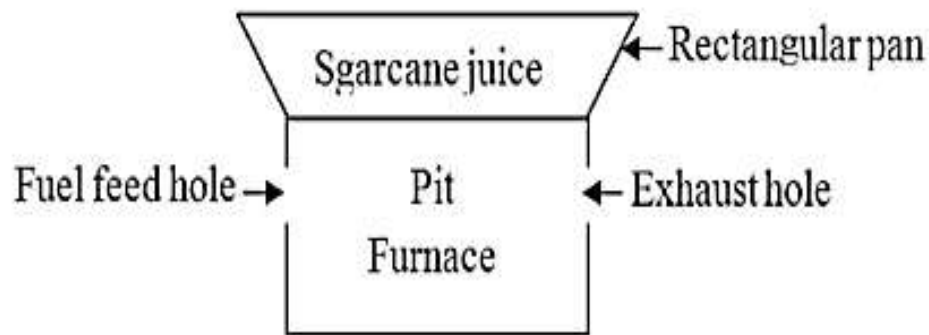 Sgarcane juice
Rectangular pan
Fuel feed hole
Pit
Furnace
Exhaust hole